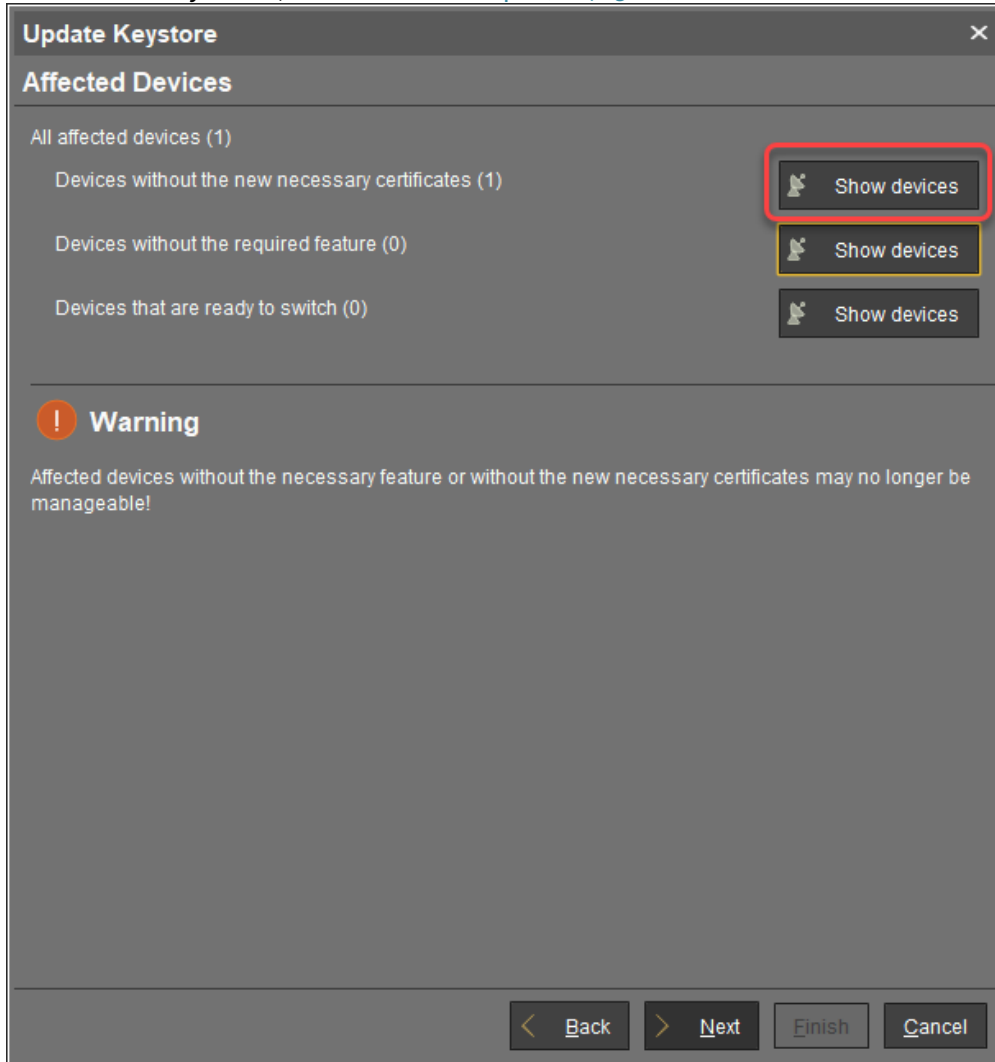 Update Keystore
Affected Devices
All affected devices (1)
Devices without the new necessary certificates (1)
Show devices
Devices without the required feature (0)
Show devices
Devices that are ready to switch (0)
Show devices
Warning
Affected devices without the necessary feature or without the new necessary certificates may no longer be
manageable!
Back Next Finish Cancel